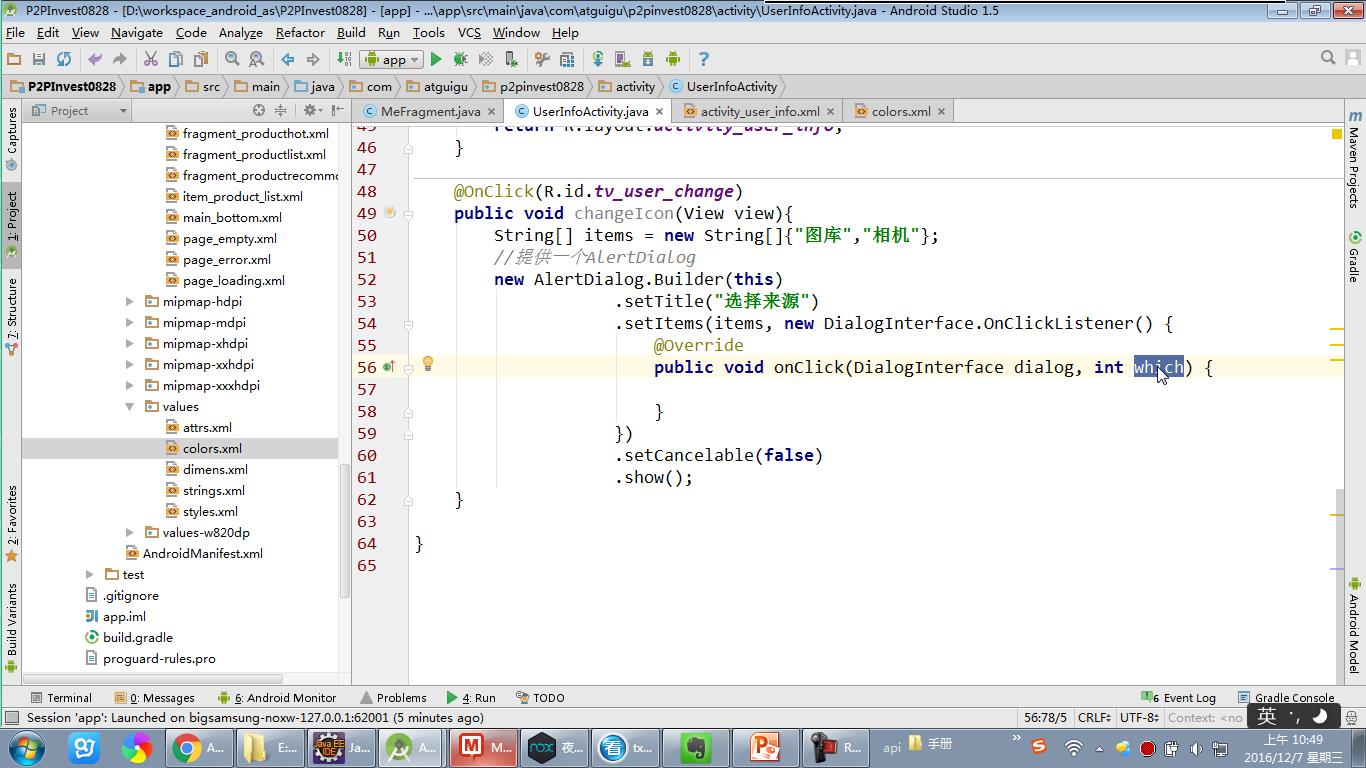 P2PInvest0828 - [D:\workspace_android_as\P2PInvest0828] - [app] - ...\app\src\main\java\com\atguigu\p2pinvest0828\activity\UserInfoActivity.java - Android Studio 1.5
File Edit View Navigate Code Analyze Refactor Build Run Tools VCS Window Help
app
P2PInvest0828 app src main java com atguigu p2pinvest0828 activity UserInfoActivity
Project
MeFragment.java UserInfoActivity.java activity_user_info.xml colors.xml
Captures
1: Project
7: Structure
2: Favorites
Build Variants
fragment_producthot.xml
fragment_productlist.xml
fragment_productrecomm
item_product_list.xml
main_bottom.xml
page_empty.xml
page_error.xml
page_loading.xml
mipmap-hdpi
mipmap-mdpi
mipmap-xhdpi
mipmap-xxhdpi
mipmap-xxxhdpi
values
attrs.xml
colors.xml
dimens.xml
strings.xml
styles.xml
values-w820dp
AndroidManifest.xml
test
.gitignore
app.iml
build.gradle
proguard-rules.pro
45 return R.layout.activity_user_info;
46 }
47
48 @OnClick(R.id.tv_user_change)
49 public void changeIcon(View view){
50 String[] items = new String[]{"图库","相机"};
51 //提供一个AlertDialog
52 new AlertDialog.Builder(this)
53 .setTitle("选择来源")
54 .setItems(items, new DialogInterface.OnClickListener() {
55 @Override
56 public void onClick(DialogInterface dialog, int which) {
57
58 }
59 })
60 .setCancelable(false)
61 .show();
62 }
63
64 }
65
Maven Projects
Gradle
Android Model
Terminal 0: Messages 6: Android Monitor Problems 4: Run TODO 6 Event Log Gradle Console
Session 'app': Launched on bigsamsung-noxw-127.0.0.1:62001 (5 minutes ago) 56:78/5 CRLF UTF-8 Context: <no
英
A... E:... Ja... A... M... nox 夜... 看 tx... R... api 手册
上午 10:49
2016/12/7 星期三